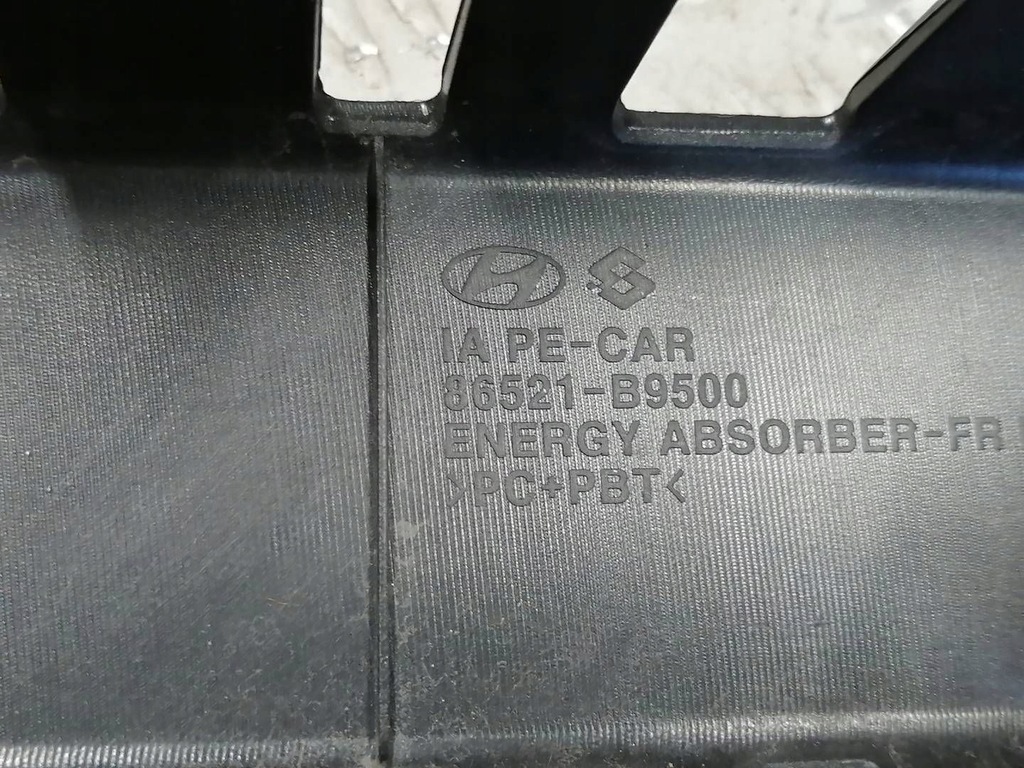 IA PE-CAR
86521-B9500
ENERGY ABSORBER-FR
>PC+PBT<